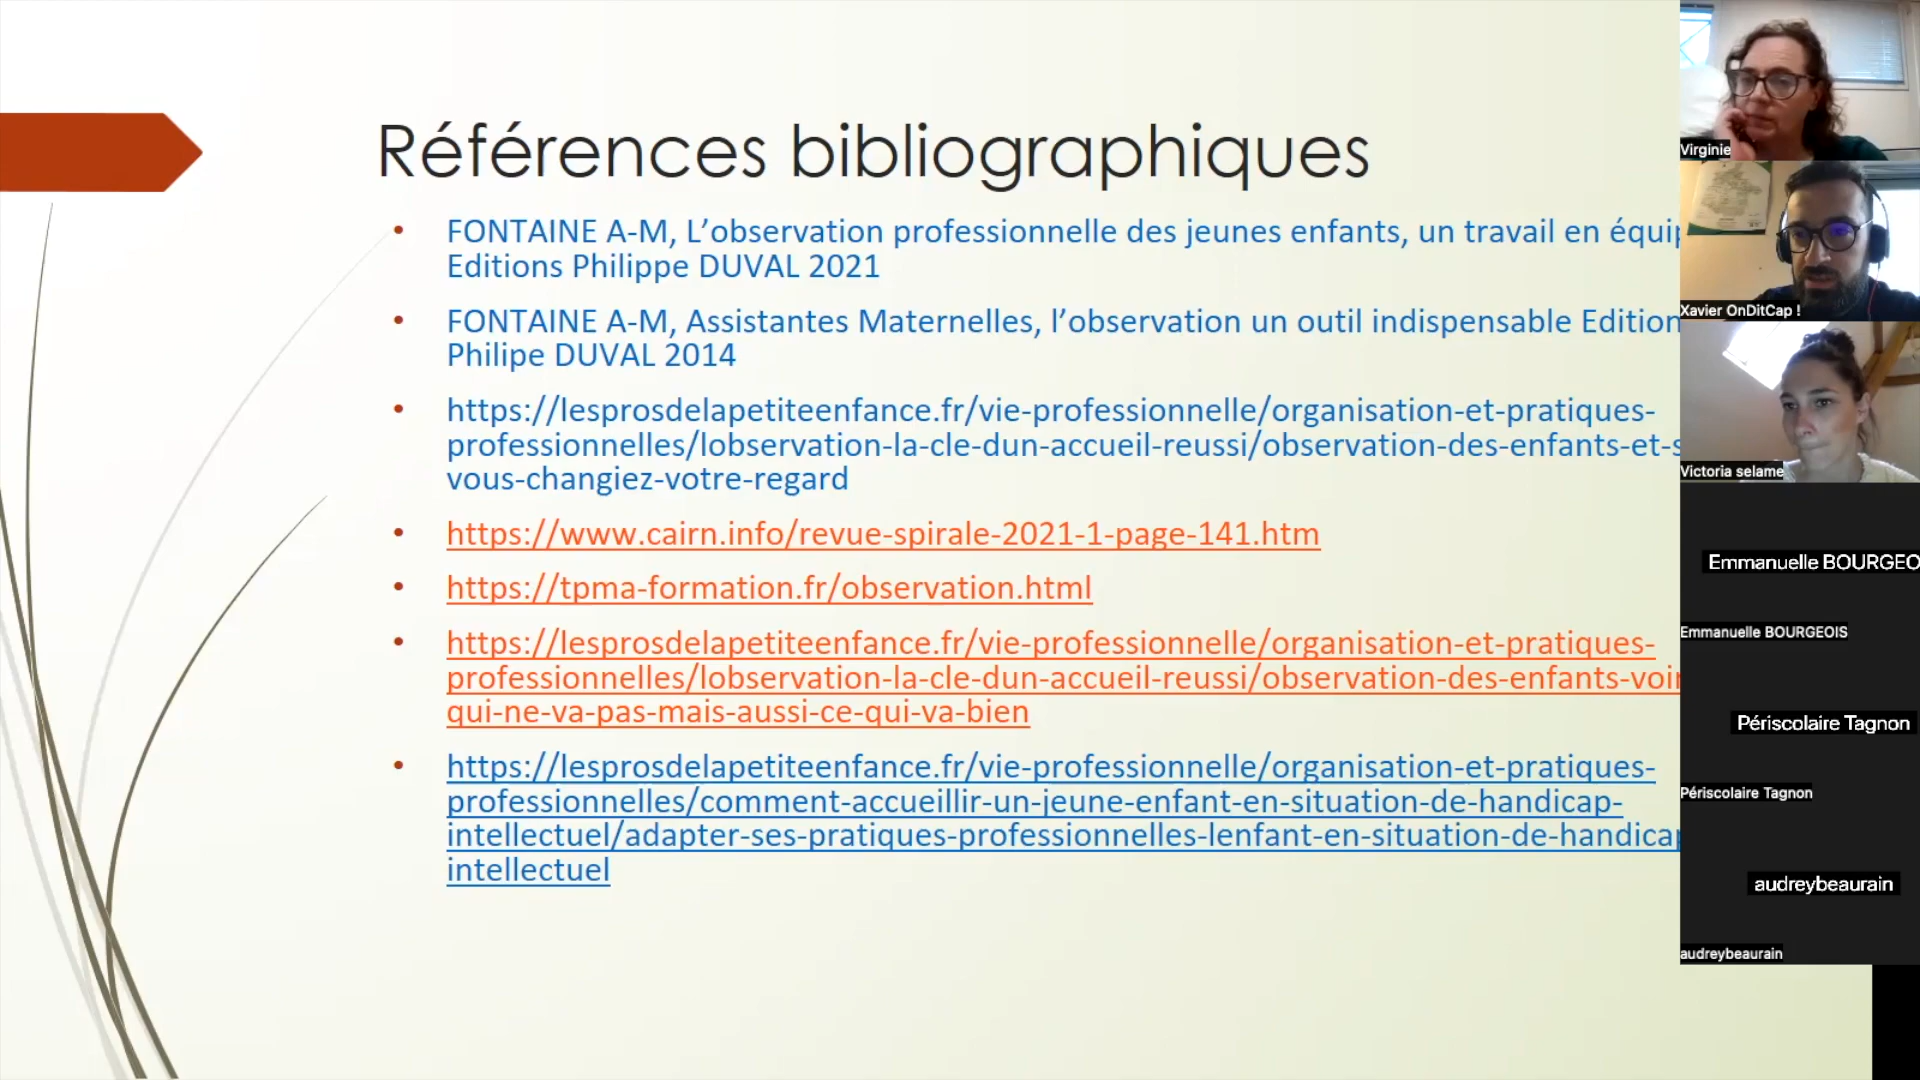 Références bibliographiques
• FONTAINE A-M, L’observation professionnelle des jeunes enfants, un travail en
Editions Philippe DUVAL 2021
• FONTAINE A-M, Assistantes Maternelles, l’observation un outil indispensable
Philipe DUVAL 2014
• https://lesprosdelapetiteenfance.fr/vie-professionnelle/organisation-et-pratiques-
professionnelles/lobservation-la-cle-dun-accueil-reussi/observation-des-enfants-et-s
vous-changiez-votre-regard
• https://www.cairn.info/revue-spirale-2021-1-page-141.htm
• https://tpma-formation.fr/observation.html
• https://lesprosdelapetiteenfance.fr/vie-professionnelle/organisation-et-pratiques-
professionnelles/lobservation-la-cle-dun-accueil-reussi/observation-des-enfants-voi
qui-ne-va-pas-mais-aussi-ce-qui-va-bien
• https://lesprosdelapetiteenfance.fr/vie-professionnelle/organisation-et-pratiques-
professionnelles/comment-accueillir-un-jeune-enfant-en-situation-de-handicap-
intellectuel/adapter-ses-pratiques-professionnelles-lenfant-en-situation-de-handica
intellectuel
Virginie
Xavier OnDitCap !
Victoria selame
Emmanuelle BOURGEO
Emmanuelle BOURGEOIS
Périscolaire Tagnon
Périscolaire Tagnon
audreybeaurain
audreybeaurain